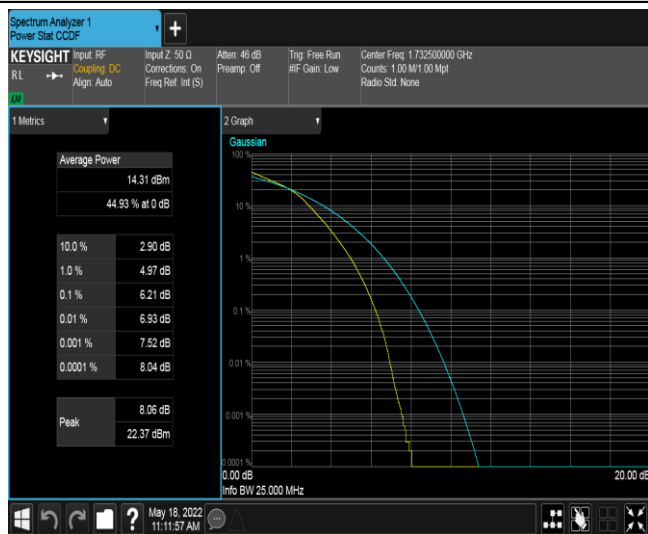 Spectrum Analyzer 1
Power Stat CCDF
KEYSIGHT
RL
Input: RF
Coupling: DC
Align: Auto
Input Z: 50 Ω
Corrections: On
Freq Ref: Int (S)
Atten: 46 dB
Preamp: Off
Trig: Free Run
#IF Gain: Low
Center Freq: 1.732500000 GHz
Counts: 1.00 M/1.00 Mpt
Radio Std: None
1 Metrics
Average Power
14.31 dBm
44.93 % at 0 dB
10.0 % 2.90 dB
1.0 % 4.97 dB
0.1 % 6.21 dB
0.01 % 6.93 dB
0.001 % 7.52 dB
0.0001 % 8.04 dB
Peak
8.06 dB
22.37 dBm
2 Graph
Gaussian
100 %
10 %
1 %
0.1 %
0.01 %
0.001 %
0.0001 %
0.00 dB
20.00 dB
Info BW 25.000 MHz
?
May 18, 2022
11:11:57 AM